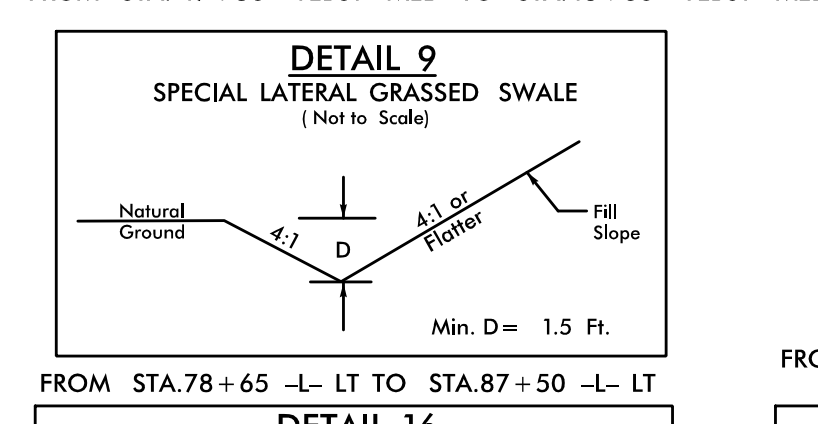 DETAIL 9
SPECIAL LATERAL GRASSED SWALE
( Not to Scale)
Natural
Ground
4:1
D
4:1 or
Flatter
Fill
Slope
Min. D= 1.5 Ft.
FROM STA.78+65 -L- LT TO STA.87+50 -L- LT
FRO
DETAIL 16